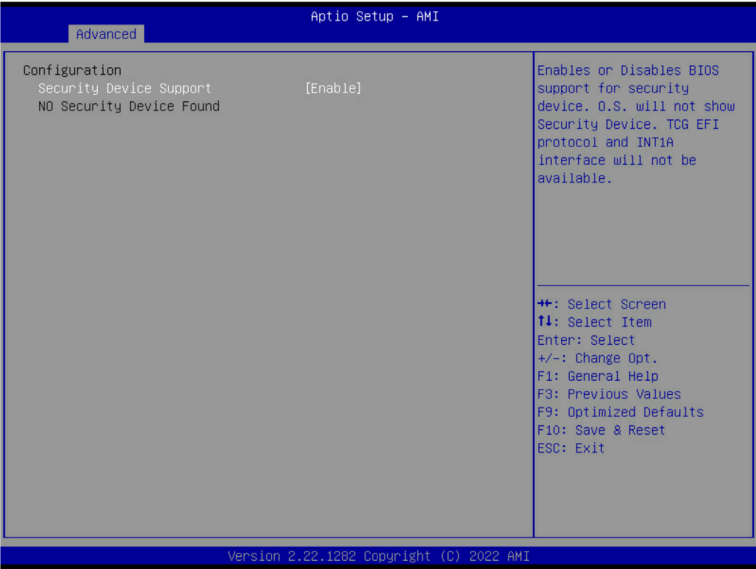 Aptio Setup – AMI
Advanced
Configuration
Security Device Support [Enable]
NO Security Device Found
Enables or Disables BIOS
support for security
device. O.S. will not show
Security Device. TCG EFI
protocol and INT1A
interface will not be
available.
→←: Select Screen
↑↓: Select Item
Enter: Select
+/-: Change Opt.
F1: General Help
F3: Previous Values
F9: Optimized Defaults
F10: Save & Reset
ESC: Exit
Version 2.22.1282 Copyright (C) 2022 AMI